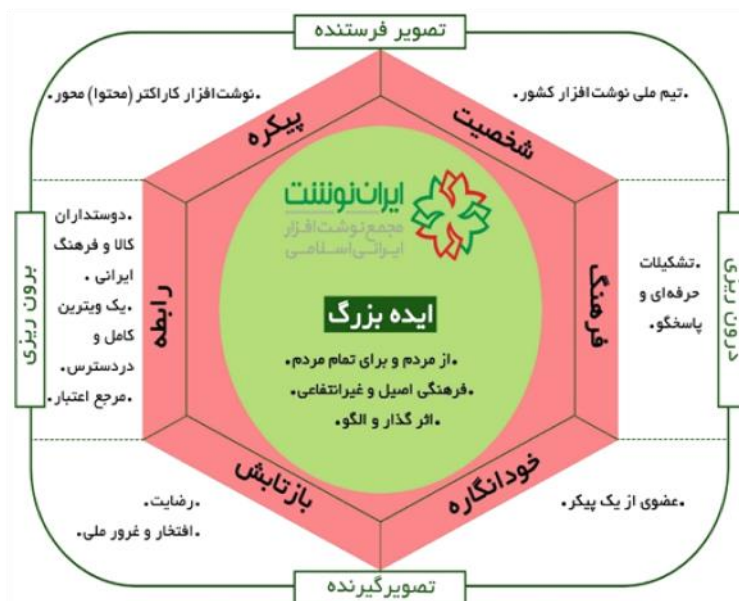 تصویر فرستنده
.تیم ملی نوشت افزار کشور
.نوشت‌افزار کاراکتر (محتوا) محور
شخصیت
پیکره
درون ریزی
برون ریزی
فرهنگ
رابطه
.تشکیلات
حرفه‌ای و
پاسخگو.
.دوستداران
کالا و فرهنگ
ایرانی .
.یک ویترین
کامل و
دردسترس.
.مرجع اعتبار.
ایران‌نوشت
مجمع نوشت افزار
ایرانی‌اسلامی
ایده بزرگ
.از مردم و برای تمام مردم.
.فرهنگی اصیل و غیرانتفاعی.
.اثر گذار و الگو.
خودانگاره
بازتابش
.عضوی از یک پیکر.
.رضایت
.افتخار و غرور ملی.
تصویرگیرنده